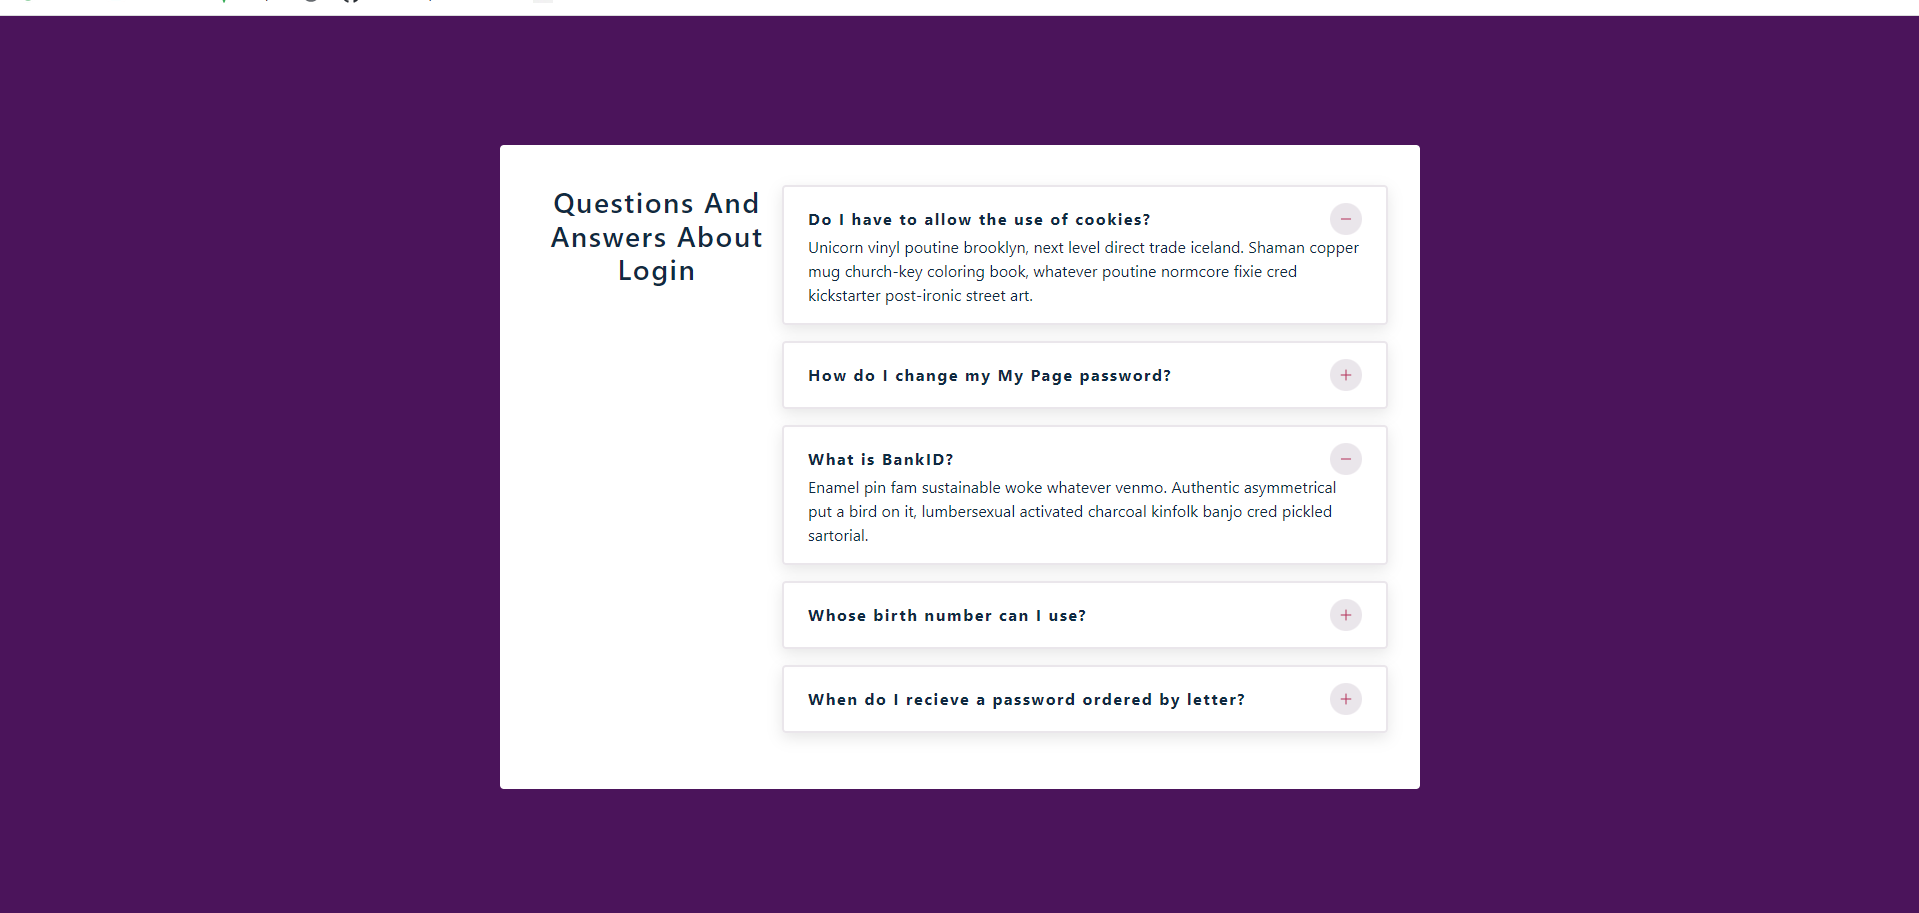 Questions And
Answers About
Login
Do I have to allow the use of cookies?
Unicorn vinyl poutine brooklyn, next level direct trade iceland. Shaman copper
mug church-key coloring book, whatever poutine normcore fixie cred
kickstarter post-ironic street art.
How do I change my My Page password?
What is BankID?
Enamel pin fam sustainable woke whatever venmo. Authentic asymmetrical
put a bird on it, lumbersexual activated charcoal kinfolk banjo cred pickled
sartorial.
Whose birth number can I use?
When do I recieve a password ordered by letter?